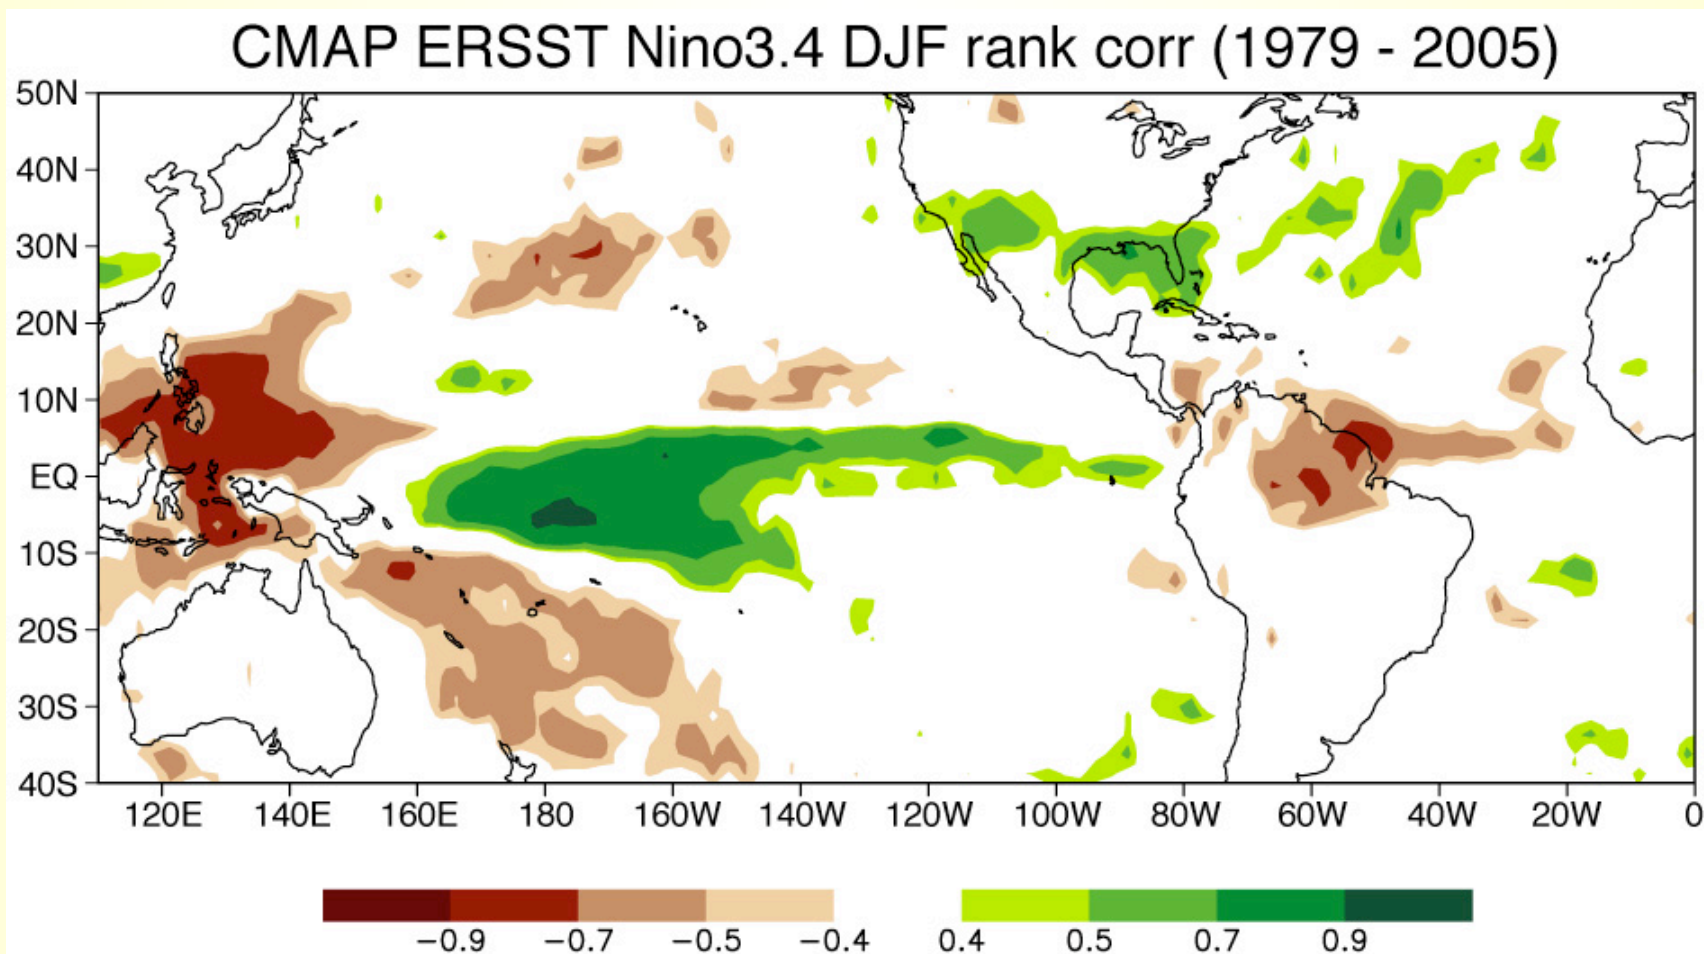 CMAP ERSST Nino3.4 DJF rank corr (1979 - 2005)
50N
40N
30N
20N
10N
EQ
10S
20S
30S
40S
120E 140E 160E 180 160W 140W 120W 100W 80W 60W 40W 20W 0
−0.9 −0.7 −0.5 −0.4 0.4 0.5 0.7 0.9